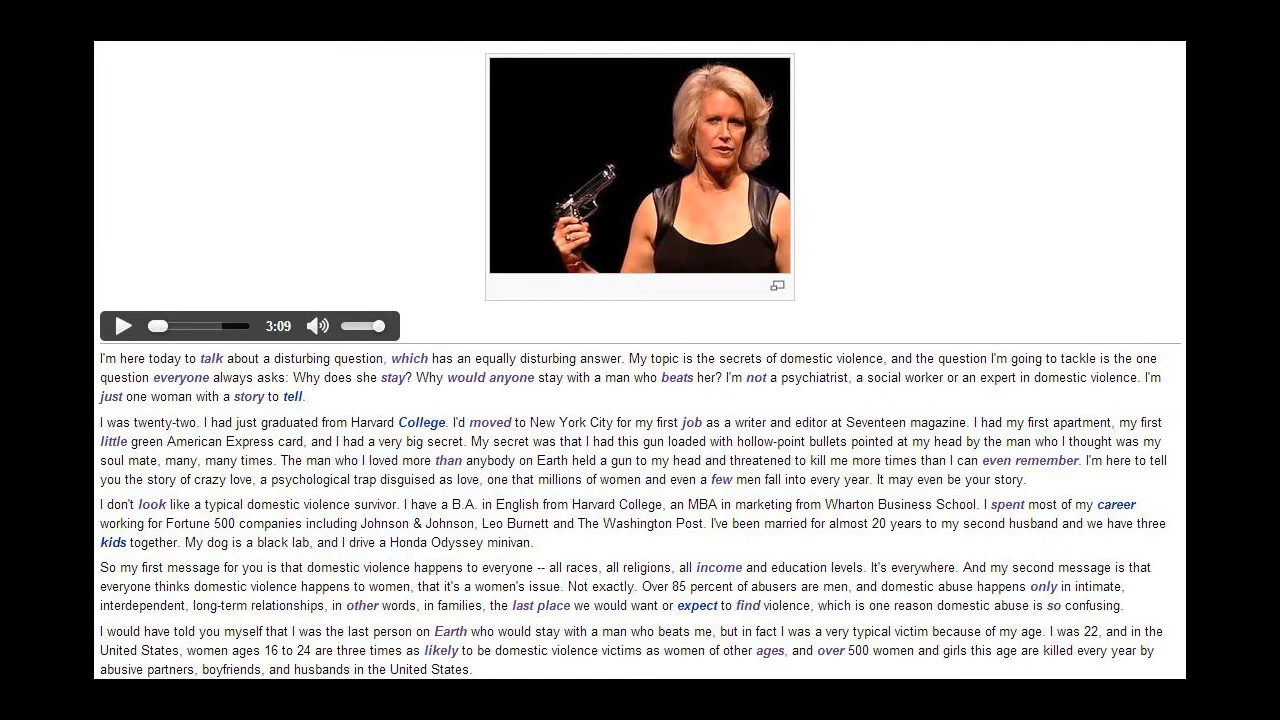 3:09
I'm here today to talk about a disturbing question, which has an equally disturbing answer. My topic is the secrets of domestic violence, and the question I'm going to tackle is the one
question everyone always asks: Why does she stay? Why would anyone stay with a man who beats her? I'm not a psychiatrist, a social worker or an expert in domestic violence. I'm
just one woman with a story to tell.
I was twenty-two. I had just graduated from Harvard College. I'd moved to New York City for my first job as a writer and editor at Seventeen magazine. I had my first apartment, my first
little green American Express card, and I had a very big secret. My secret was that I had this gun loaded with hollow-point bullets pointed at my head by the man who I thought was my
soul mate, many, many times. The man who I loved more than anybody on Earth held a gun to my head and threatened to kill me more times than I can even remember. I'm here to tell
you the story of crazy love, a psychological trap disguised as love, one that millions of women and even a few men fall into every year. It may even be your story.
I don't look like a typical domestic violence survivor. I have a B.A. in English from Harvard College, an MBA in marketing from Wharton Business School. I spent most of my career
working for Fortune 500 companies including Johnson & Johnson, Leo Burnett and The Washington Post. I've been married for almost 20 years to my second husband and we have three
kids together. My dog is a black lab, and I drive a Honda Odyssey minivan.
So my first message for you is that domestic violence happens to everyone -- all races, all religions, all income and education levels. It's everywhere. And my second message is that
everyone thinks domestic violence happens to women, that it's a women's issue. Not exactly. Over 85 percent of abusers are men, and domestic abuse happens only in intimate,
interdependent, long-term relationships, in other words, in families, the last place we would want or expect to find violence, which is one reason domestic abuse is so confusing.
I would have told you myself that I was the last person on Earth who would stay with a man who beats me, but in fact I was a very typical victim because of my age. I was 22, and in the
United States, women ages 16 to 24 are three times as likely to be domestic violence victims as women of other ages, and over 500 women and girls this age are killed every year by
abusive partners, boyfriends, and husbands in the United States.